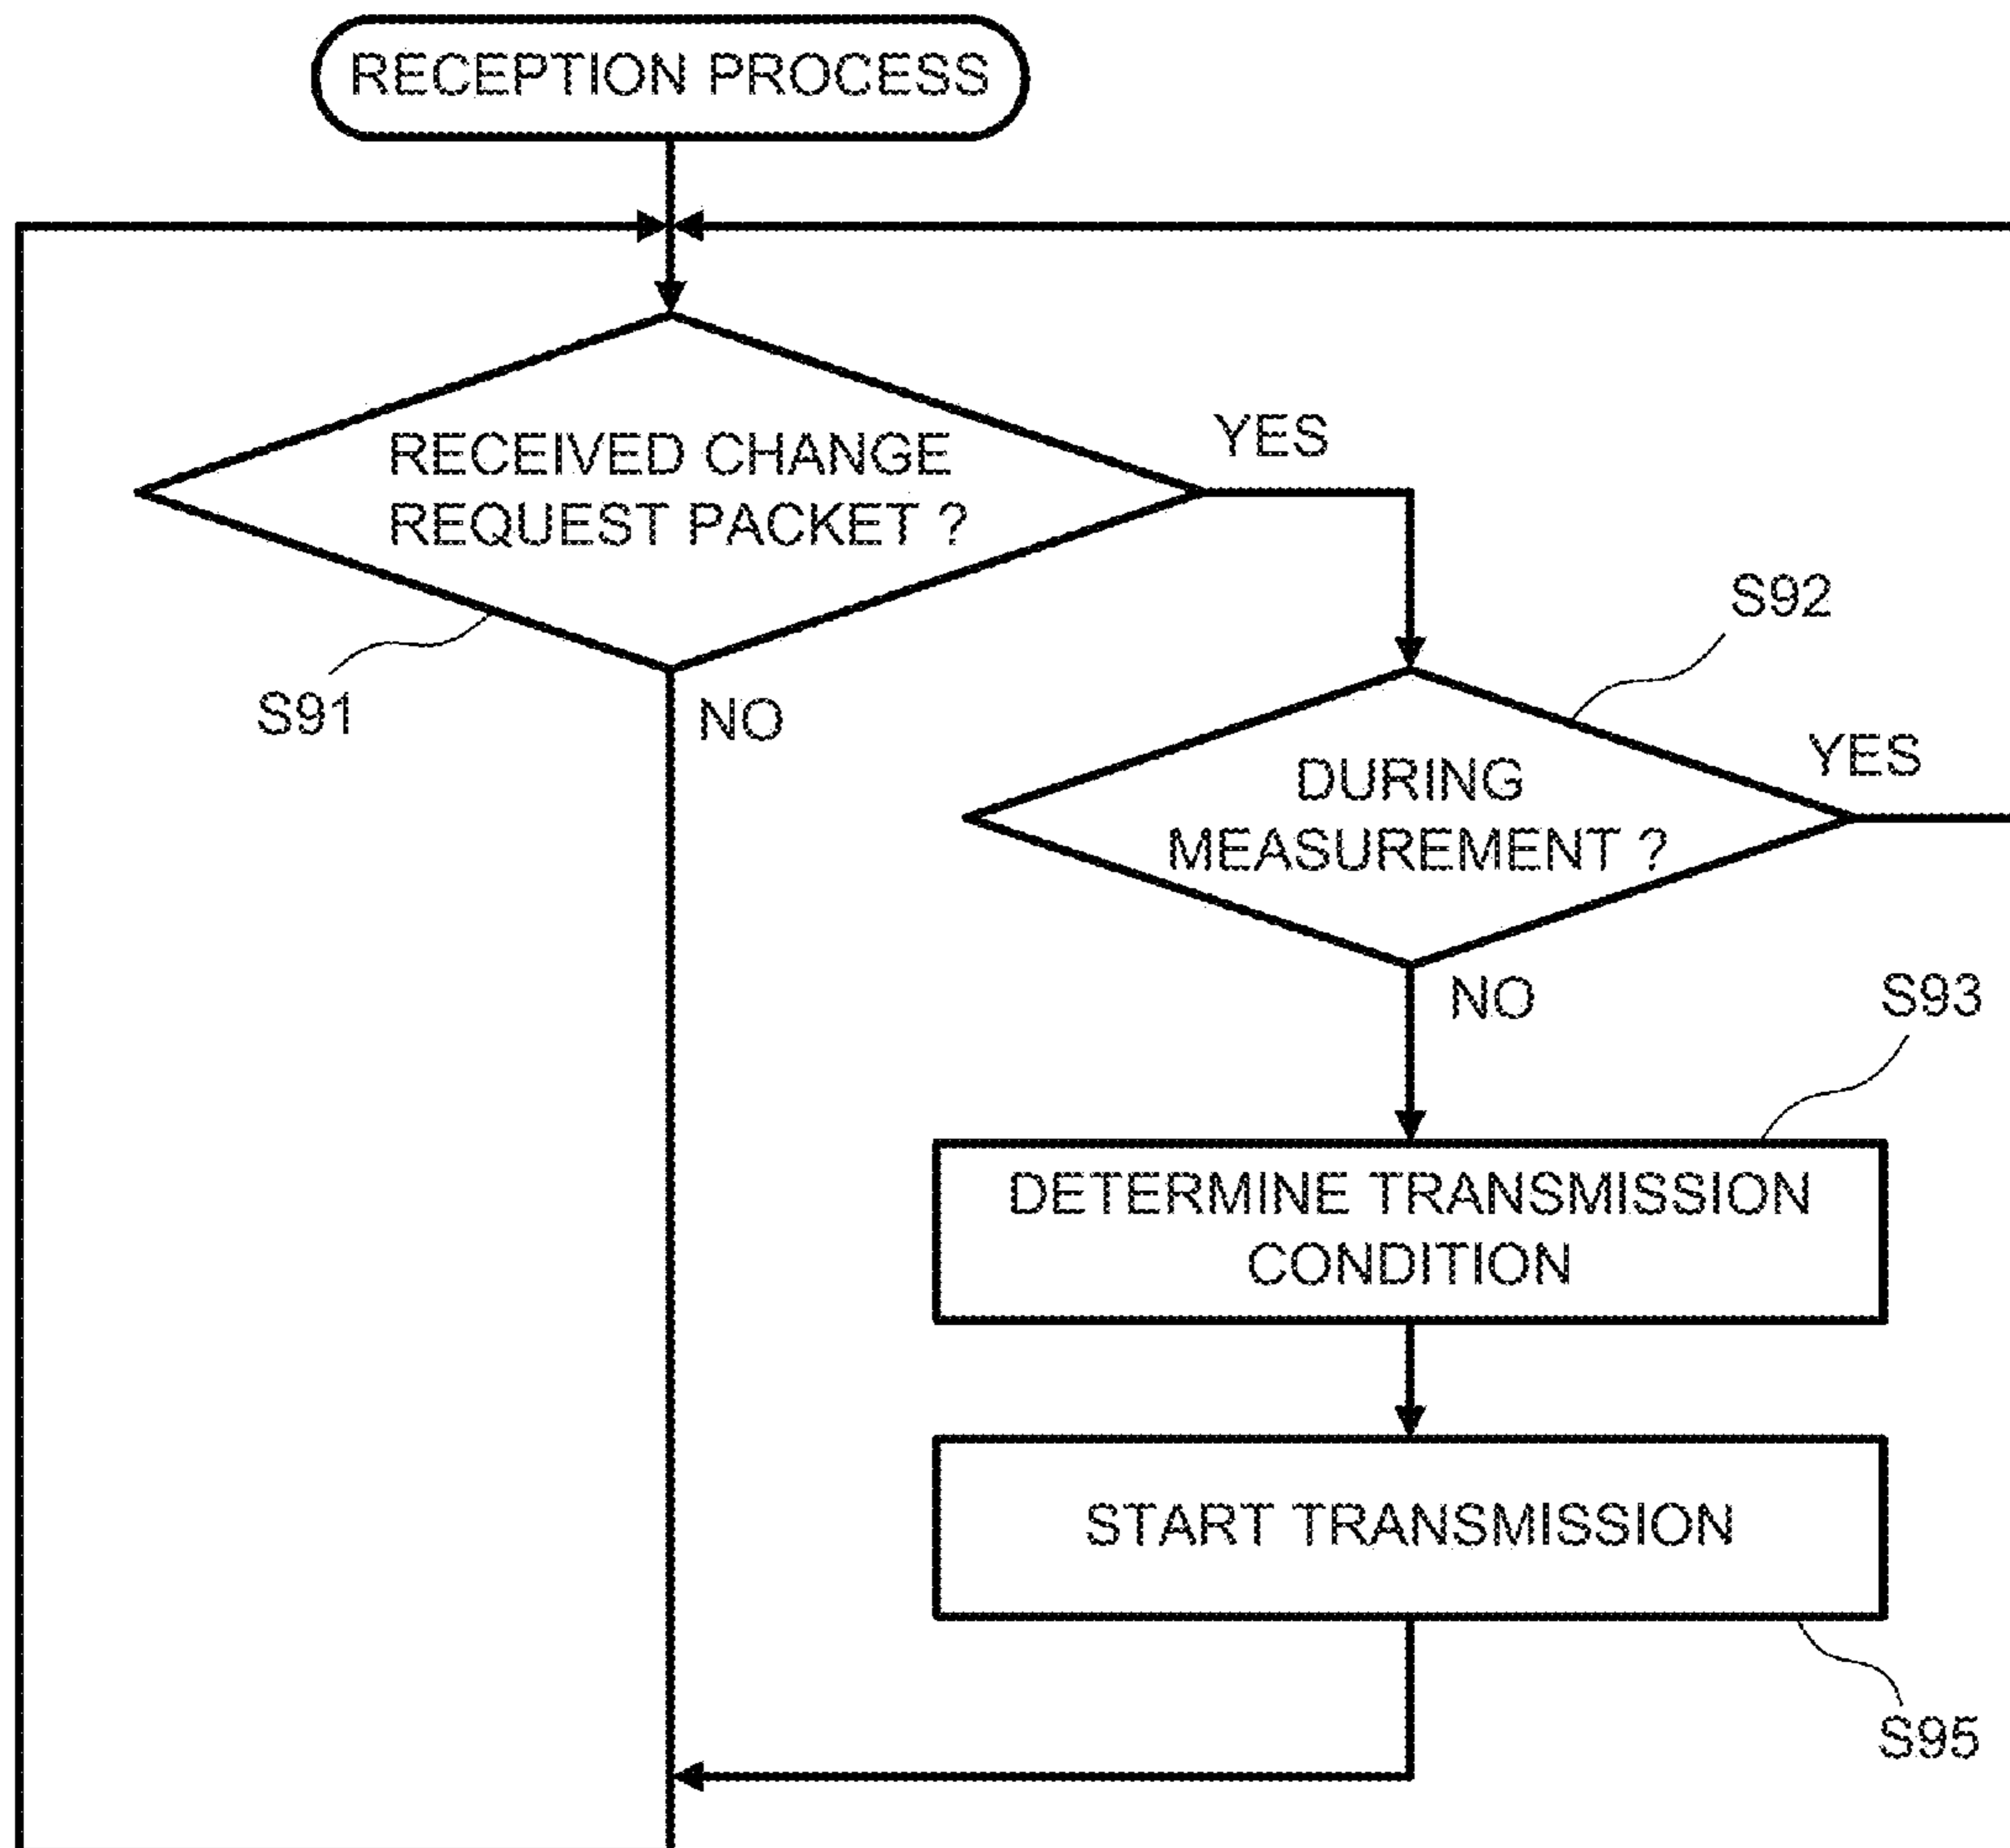 RECEPTION PROCESS
RECEIVED CHANGE
REQUEST PACKET ?
YES
S91
NO
S92
DURING
MEASUREMENT ?
YES
NO
S93
DETERMINE TRANSMISSION
CONDITION
START TRANSMISSION
S95